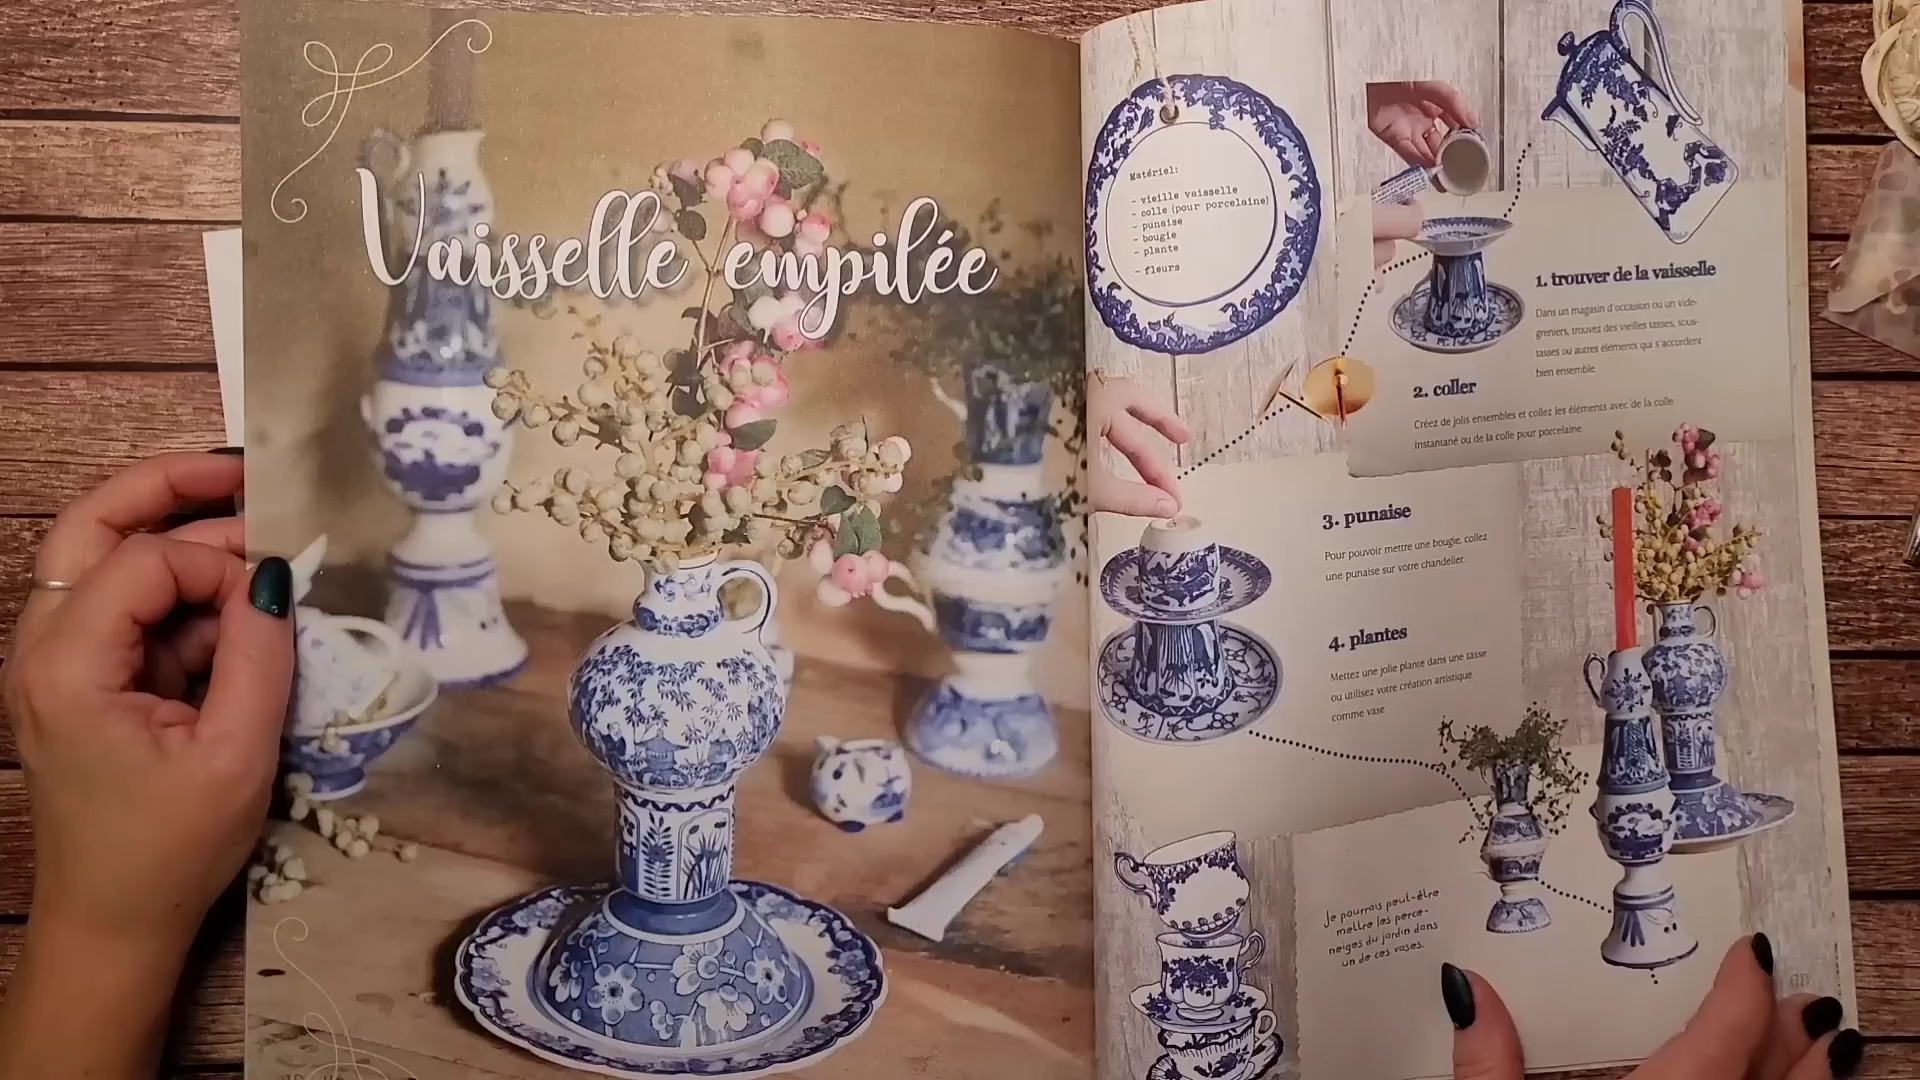 Vaisselle empilée
Matériel:
- vieille vaisselle
- colle (pour porcelaine)
- punaise
- bougie
- plante
- fleurs
1. trouver de la vaisselle
Dans un magasin d'occasion ou un vide-
greniers, trouvez des vieilles tasses, sous-
tasses ou autres éléments qui s'accordent
bien ensemble.
2. coller
Créez de jolis ensembles et collez les éléments avec de la colle
instantané ou de la colle pour porcelaine.
3. punaise
Pour pouvoir mettre une bougie, collez
une punaise sur votre chandelier.
4. plantes
Mettez une jolie plante dans une tasse
ou utilisez votre création artistique
comme vase
Je pourrais peut-être
mettre les perce-
neiges du jardin dans
un de ces vases.